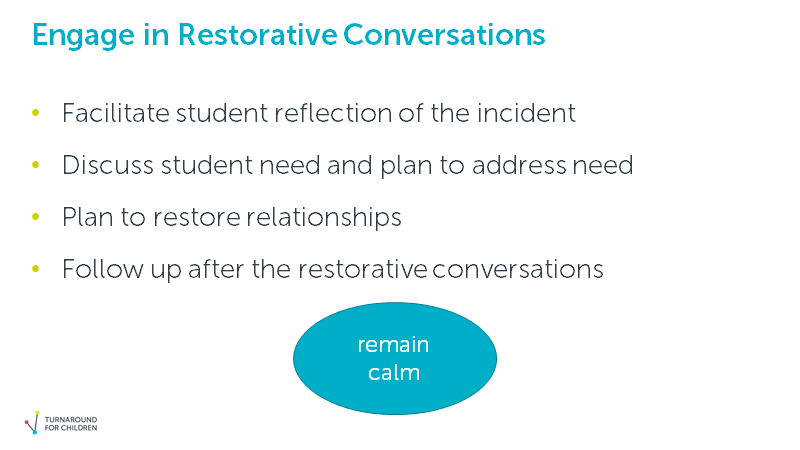 Engage in Restorative Conversations
• Facilitate student reflection of the incident
• Discuss student need and plan to address need
• Plan to restore relationships
• Follow up after the restorative conversations
remain
calm
TURNAROUND
FOR CHILDREN